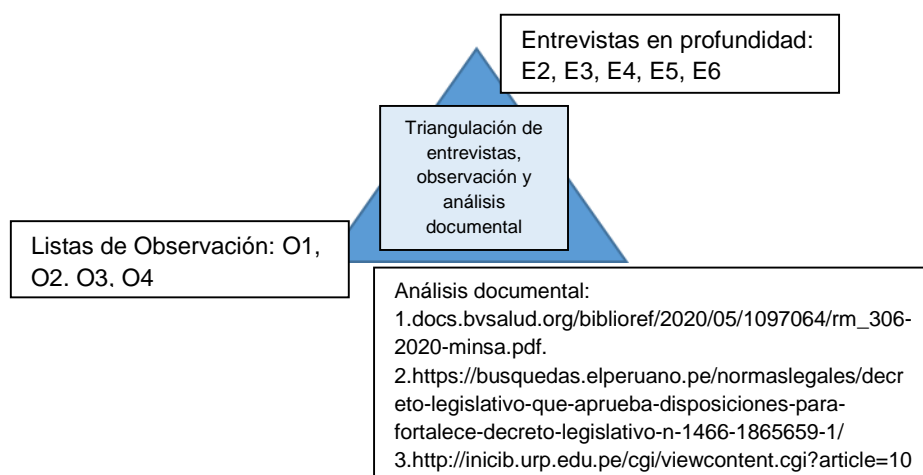 Entrevistas en profundidad:
E2, E3, E4, E5, E6
Triangulación de
entrevistas,
observación y
análisis
documental
Listas de Observación: O1,
O2. O3, O4
Análisis documental:
1.docs.bvsalud.org/biblioref/2020/05/1097064/rm_306-
2020-minsa.pdf.
2.https://busquedas.elperuano.pe/normaslegales/decr
eto-legislativo-que-aprueba-disposiciones-para-
fortalece-decreto-legislativo-n-1466-1865659-1/
3.http://inicib.urp.edu.pe/cgi/viewcontent.cgi?article=10